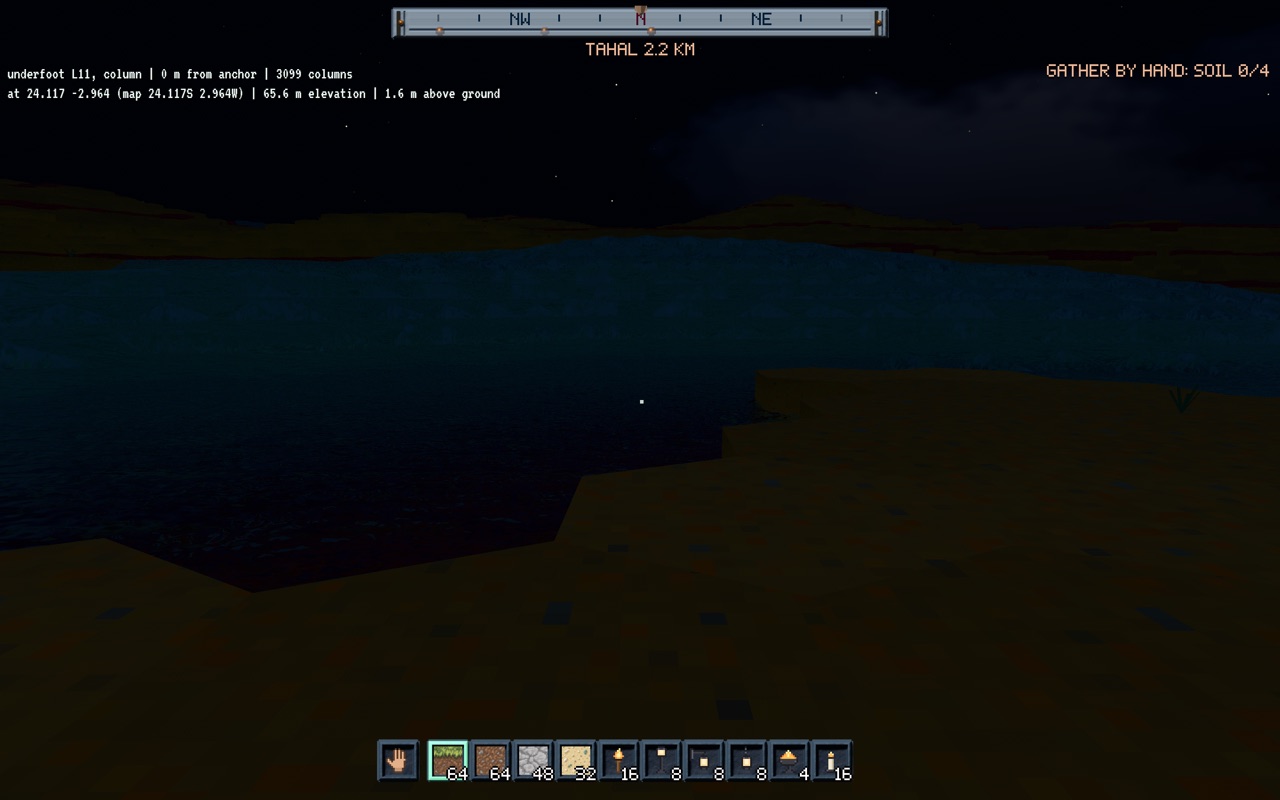 NW N NE
TAHAL 2.2 KM
underfoot L11, column | 0 m from anchor | 3099 columns
GATHER BY HAND: SOIL 0/4
at 24.117 -2.964 (map 24.117S 2.964W) | 65.6 m elevation | 1.6 m above ground
64 64 48 32 16 8 8 8 4 16